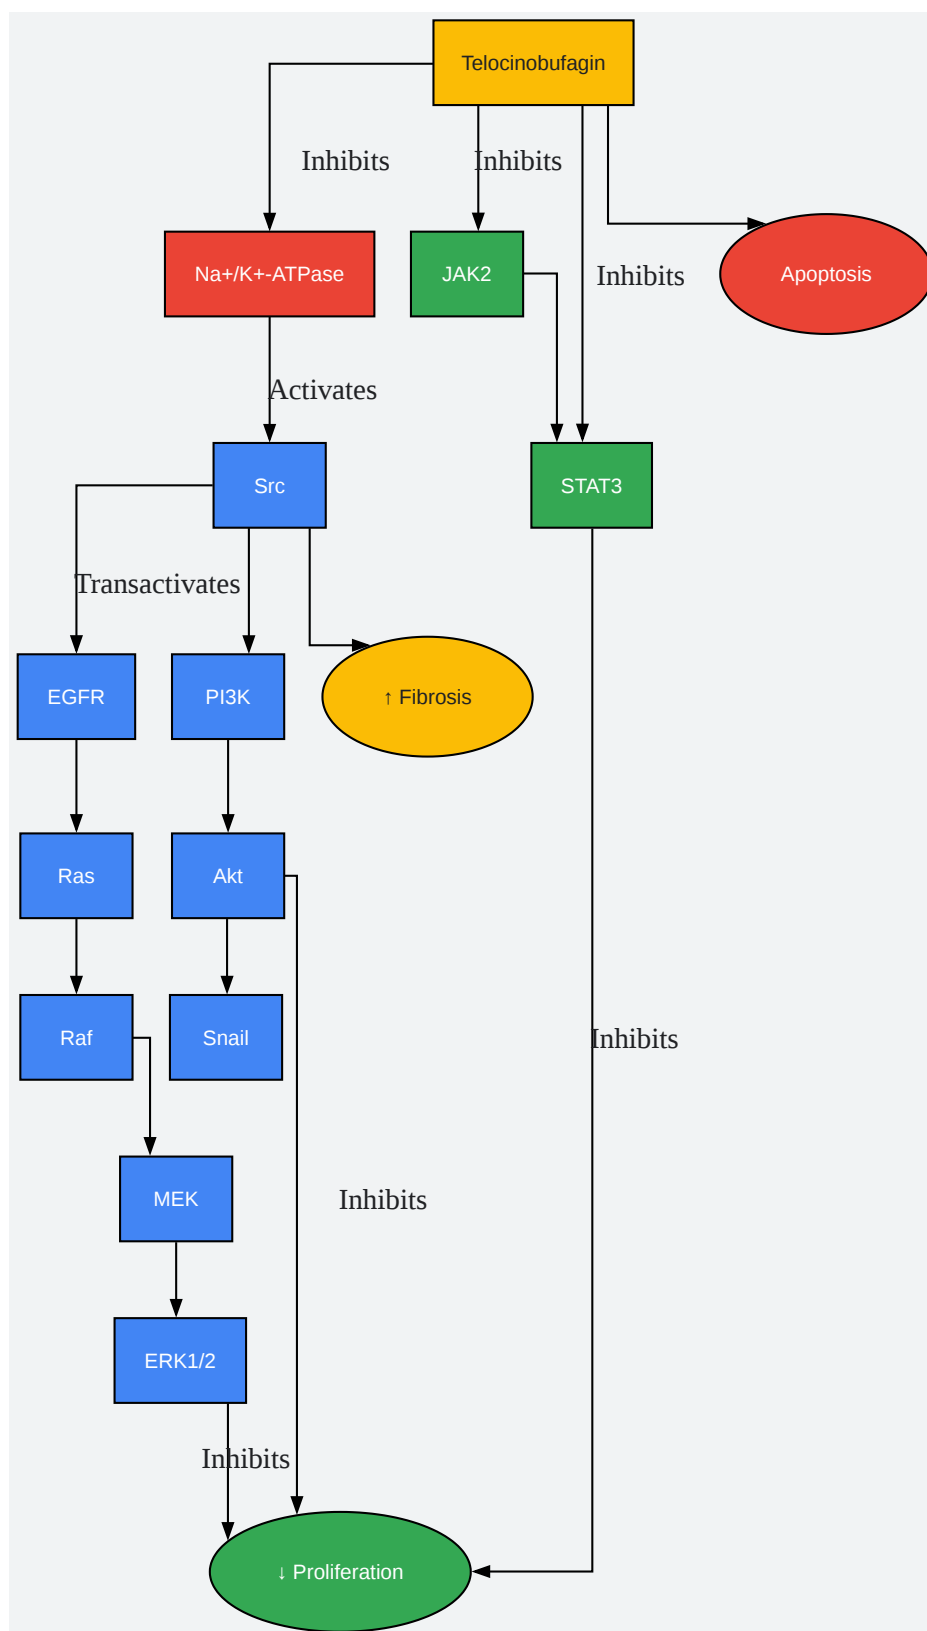 Telocinobufagin
Inhibits
Inhibits
Na+/K+-ATPase
JAK2
Inhibits
Apoptosis
Activates
Src
STAT3
Transactivates
EGFR
PI3K
↑ Fibrosis
Ras
Akt
Raf
Snail
Inhibits
MEK
Inhibits
ERK1/2
Inhibits
↓ Proliferation